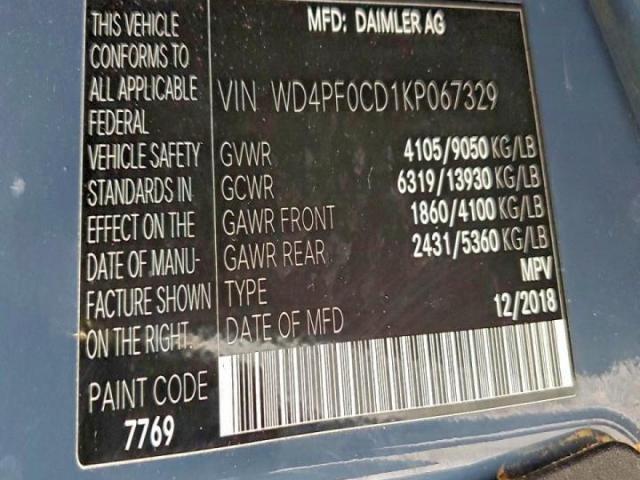 MFD: DAIMLER AG
THIS VEHICLE
CONFORMS TO
ALL APPLICABLE
FEDERAL
VEHICLE SAFETY
STANDARDS IN
EFFECT ON THE
DATE OF MANU-
FACTURE SHOWN
ON THE RIGHT.
VIN WD4PF0CD1KP067329
GVWR 4105/9050 KG/LB
GCWR 6319/13930 KG/LB
GAWR FRONT 1860/4100 KG/LB
GAWR REAR 2431/5360 KG/LB
TYPE MPV
DATE OF MFD 12/2018
PAINT CODE
7769